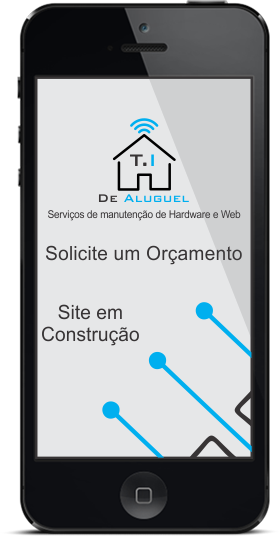 T.I
De Aluguel
Serviços de manutenção de Hardware e Web
Solicite um Orçamento
Site em
Construção